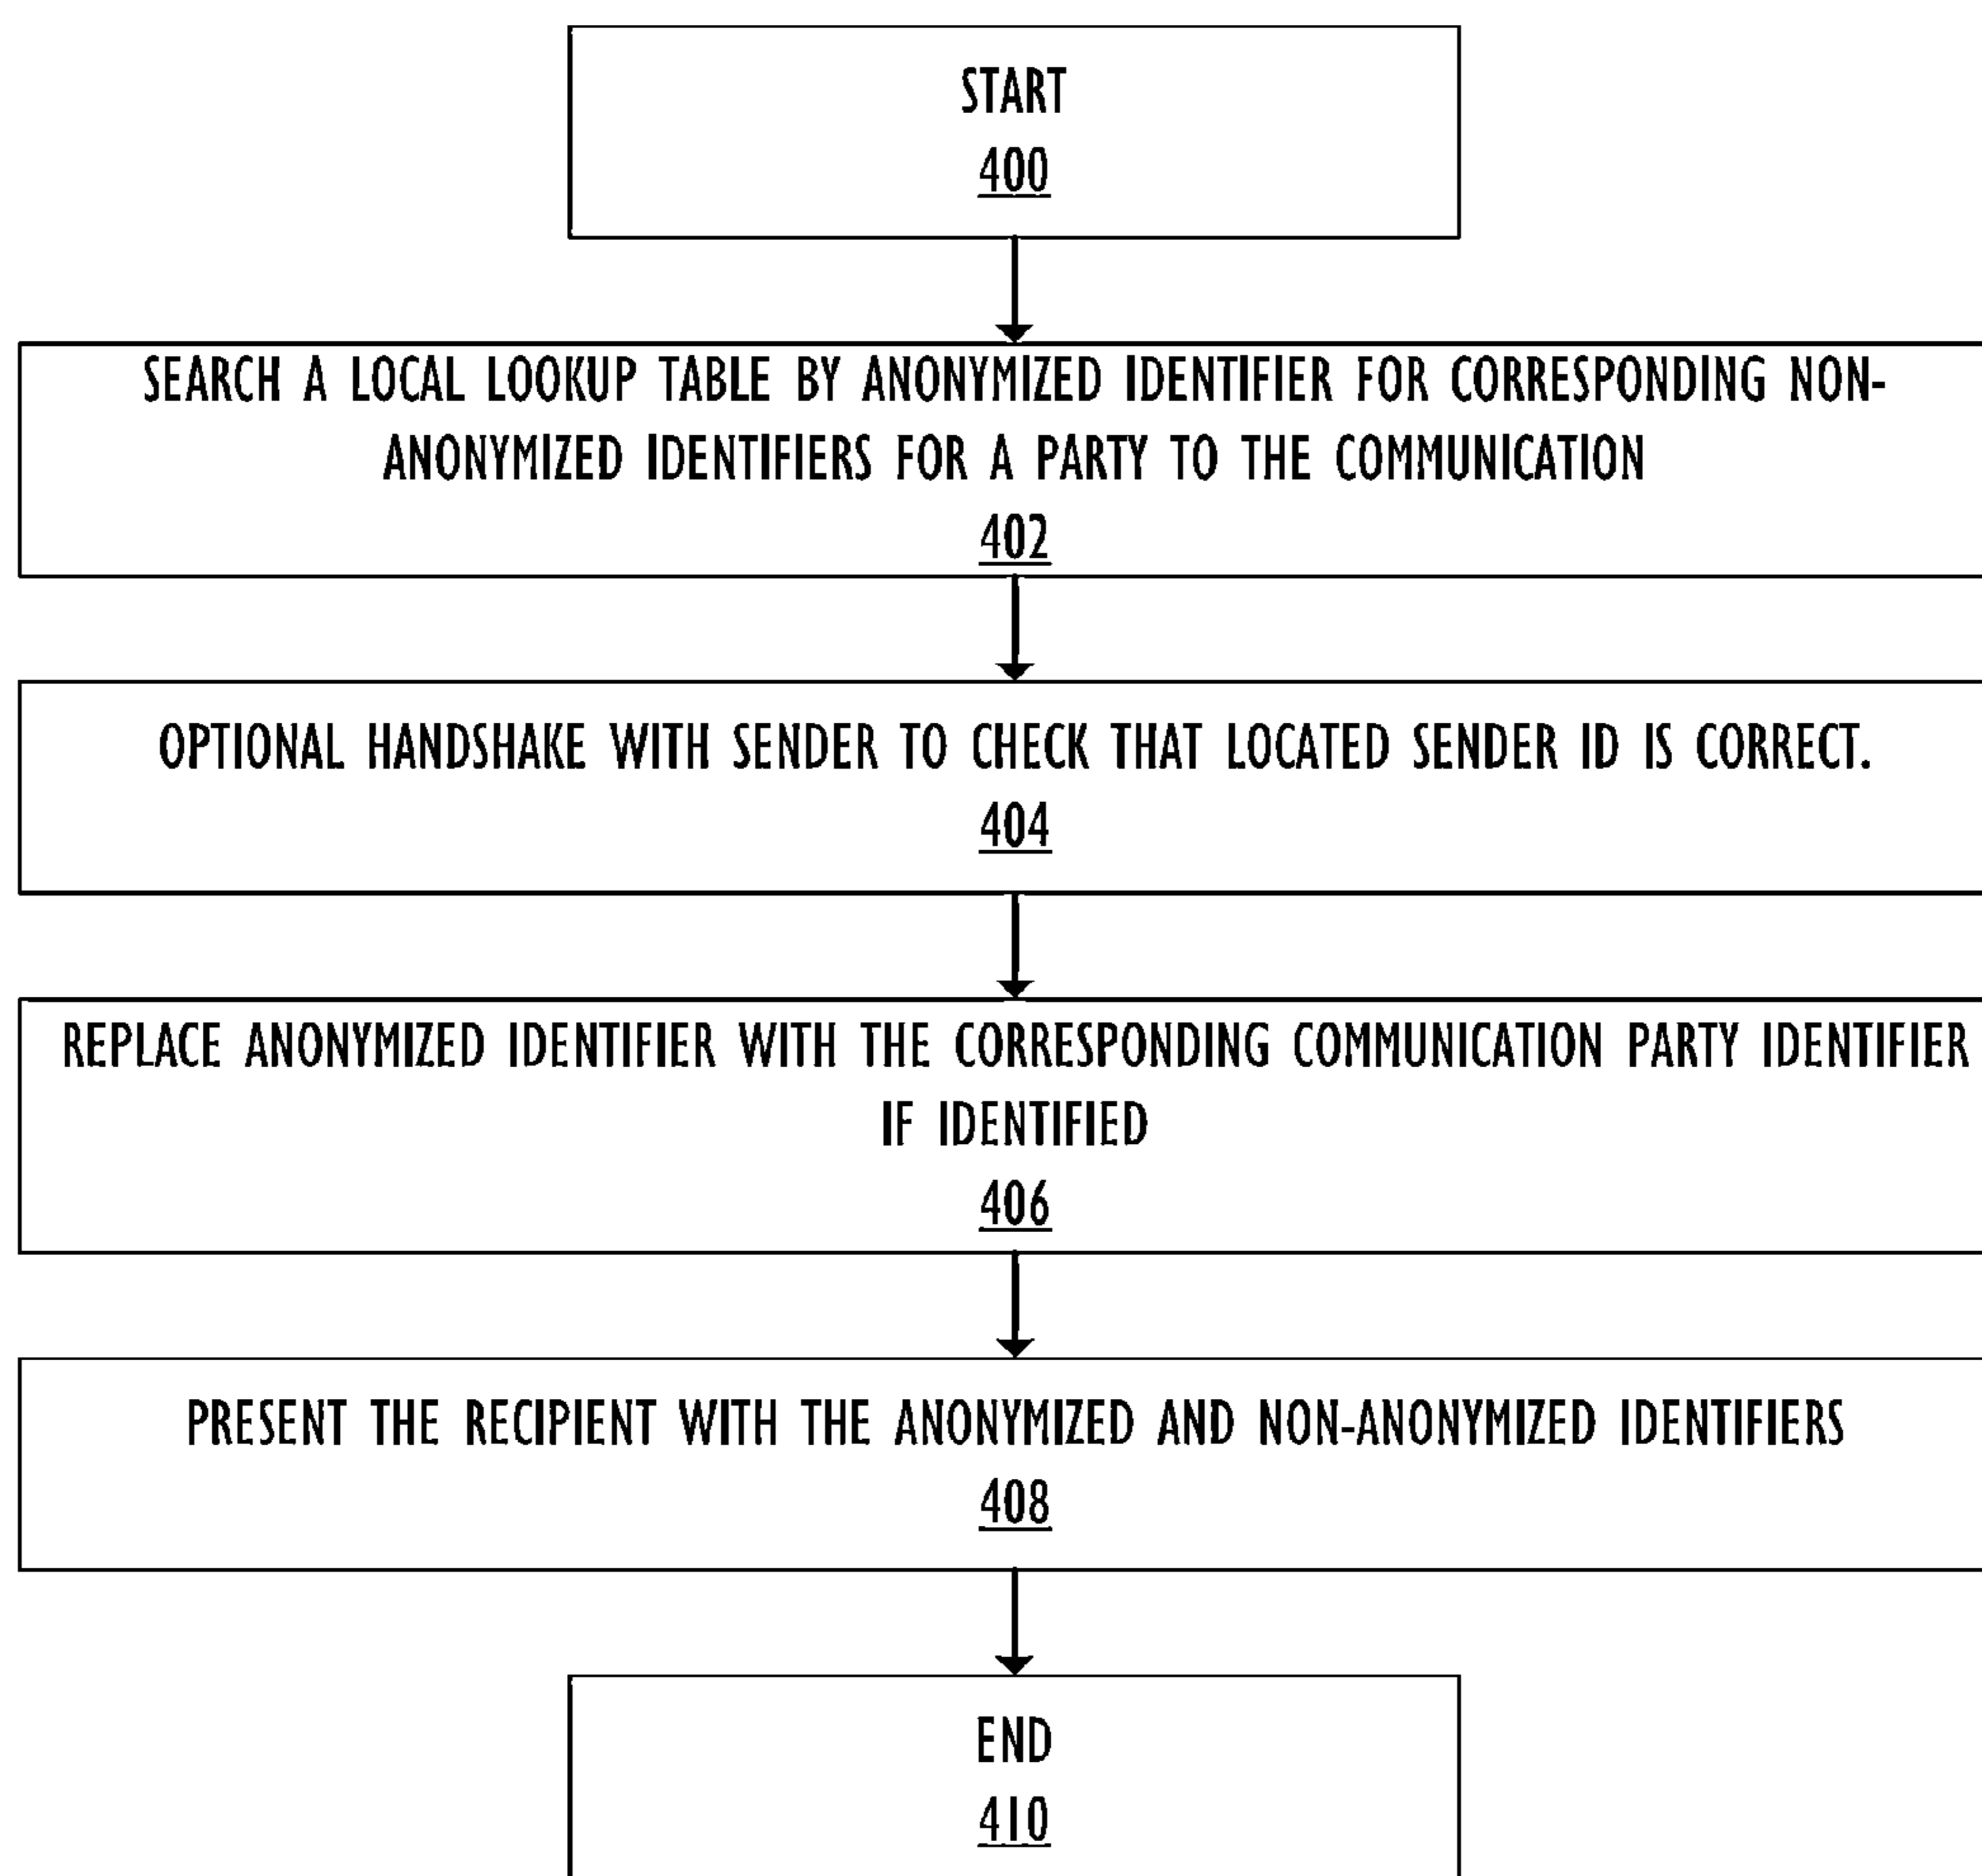 START
400
SEARCH A LOCAL LOOKUP TABLE BY ANONYMIZED IDENTIFIER FOR CORRESPONDING NON-
ANONYMIZED IDENTIFIERS FOR A PARTY TO THE COMMUNICATION
402
OPTIONAL HANDSHAKE WITH SENDER TO CHECK THAT LOCATED SENDER ID IS CORRECT.
404
REPLACE ANONYMIZED IDENTIFIER WITH THE CORRESPONDING COMMUNICATION PARTY IDENTIFIER
IF IDENTIFIED
406
PRESENT THE RECIPIENT WITH THE ANONYMIZED AND NON-ANONYMIZED IDENTIFIERS
408
END
410